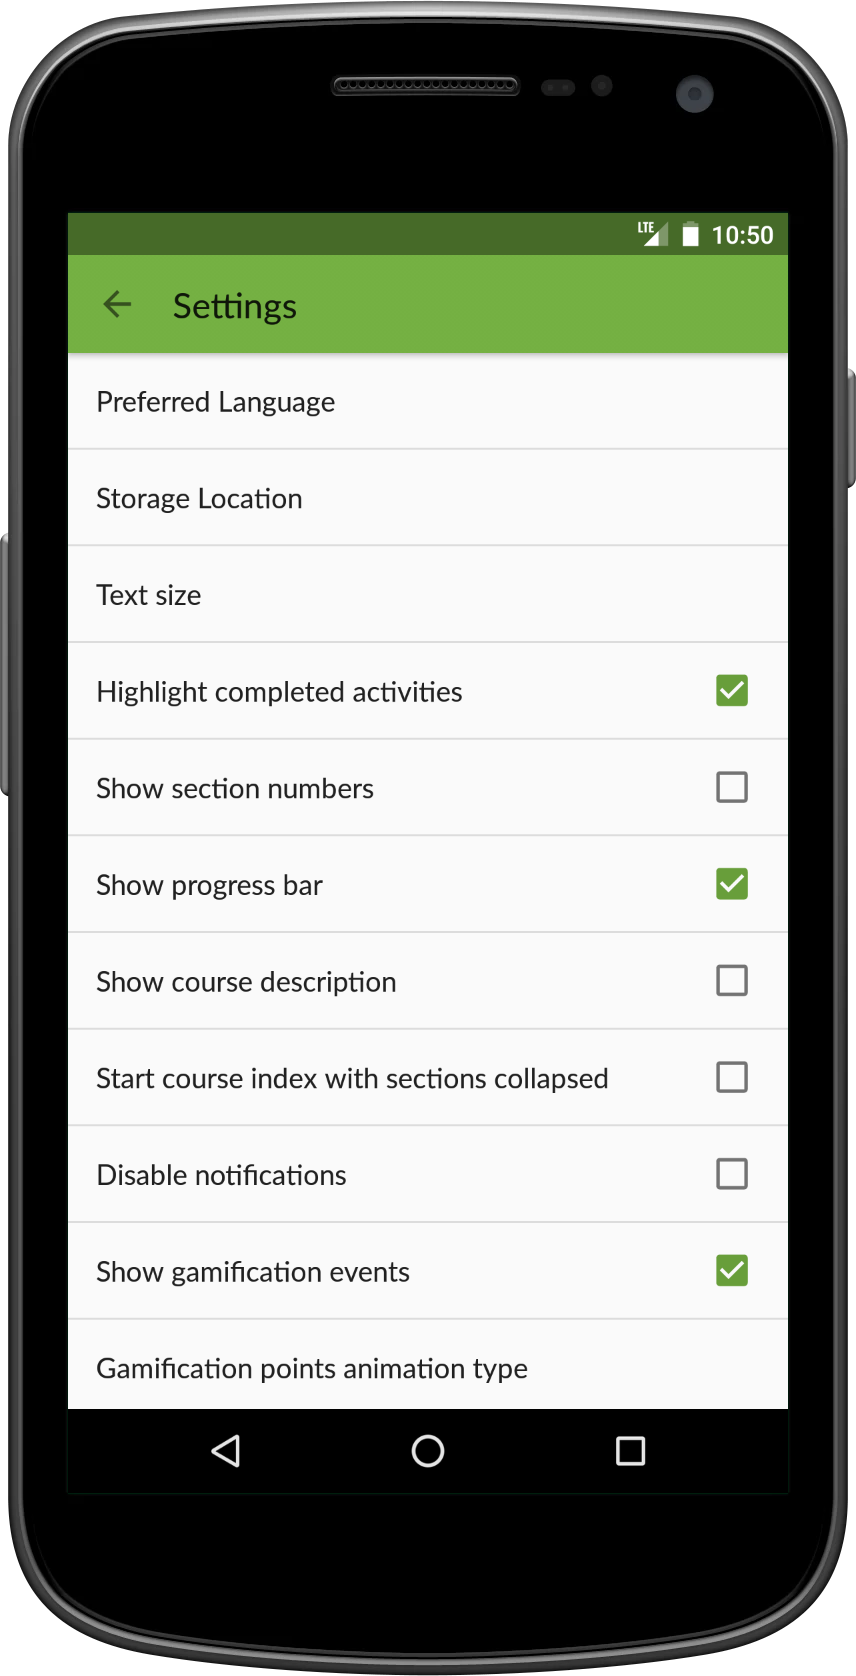 LTE 10:50
Settings
Preferred Language
Storage Location
Text size
Highlight completed activities
Show section numbers
Show progress bar
Show course description
Start course index with sections collapsed
Disable notifications
Show gamification events
Gamification points animation type